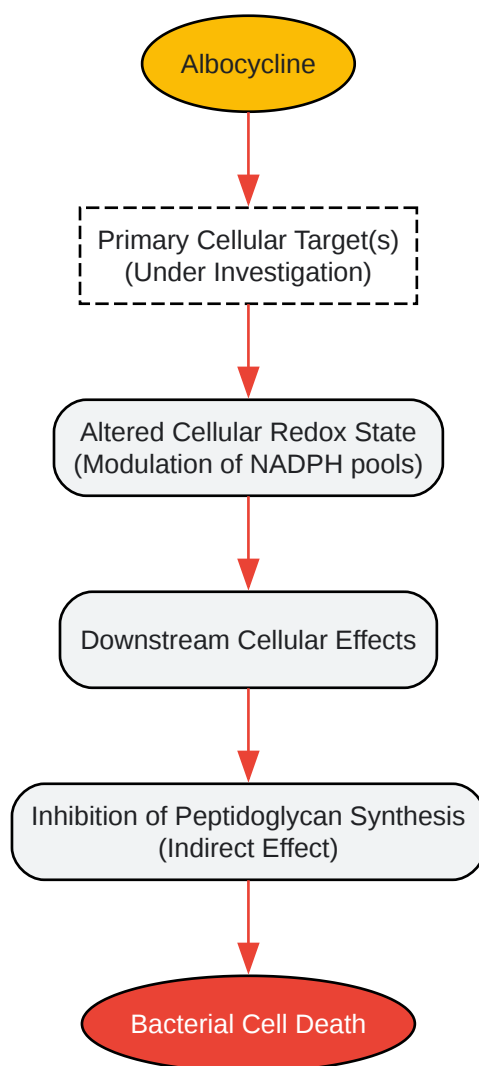 Albocycline
Primary Cellular Target(s)
(Under Investigation)
Altered Cellular Redox State
(Modulation of NADPH pools)
Downstream Cellular Effects
Inhibition of Peptidoglycan Synthesis
(Indirect Effect)
Bacterial Cell Death